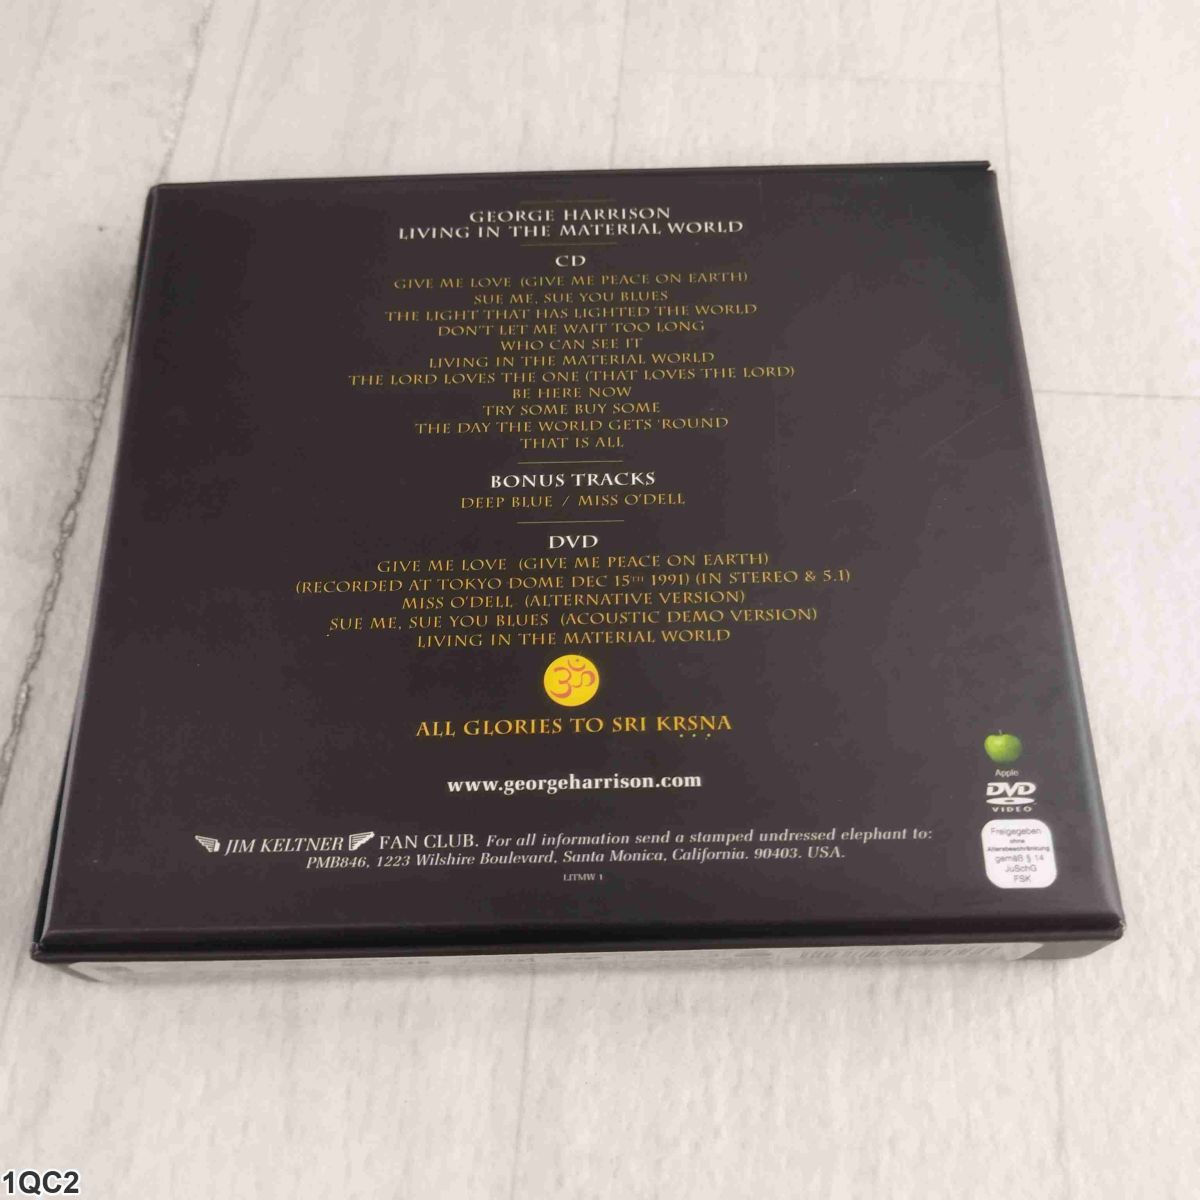 GEORGE HARRISON
LIVING IN THE MATERIAL WORLD
CD
GIVE ME LOVE (GIVE ME PEACE ON EARTH)
SUE ME, SUE YOU BLUES
THE LIGHT THAT HAS LIGHTED THE WORLD
DON'T LET ME WAIT TOO LONG
WHO CAN SEE IT
LIVING IN THE MATERIAL WORLD
THE LORD LOVES THE ONE (THAT LOVES THE LORD)
BE HERE NOW
TRY SOME BUY SOME
THE DAY THE WORLD GETS 'ROUND
THAT IS ALL
BONUS TRACKS
DEEP BLUE / MISS O'DELL
DVD
GIVE ME LOVE (GIVE ME PEACE ON EARTH)
(RECORDED AT TOKYO DOME DEC 15TH 1991) (IN STEREO & 5.1)
MISS O'DELL (ALTERNATIVE VERSION)
SUE ME, SUE YOU BLUES (ACOUSTIC DEMO VERSION)
LIVING IN THE MATERIAL WORLD
ॐ
ALL GLORIES TO SRI KṚṢṆA
www.georgeharrison.com
JIM KELTNER FAN CLUB. For all information send a stamped undressed elephant to:
PMB846, 1223 Wilshire Boulevard, Santa Monica, California. 90403. USA.
LITMW 1
Apple
DVD
VIDEO
Freigegeben
ohne
Altersbeschränkung
gemäß § 14
JuSchG
FSK
1QC2